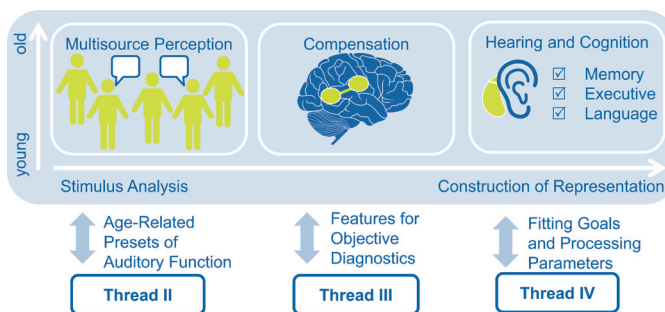 old
young
Multisource Perception
Compensation
Hearing and Cognition
☑ Memory
☑ Executive
☑ Language
Stimulus Analysis
Construction of Representation
Age-Related
Presets of
Auditory Function
Features for
Objective
Diagnostics
Fitting Goals
and Processing
Parameters
Thread II
Thread III
Thread IV